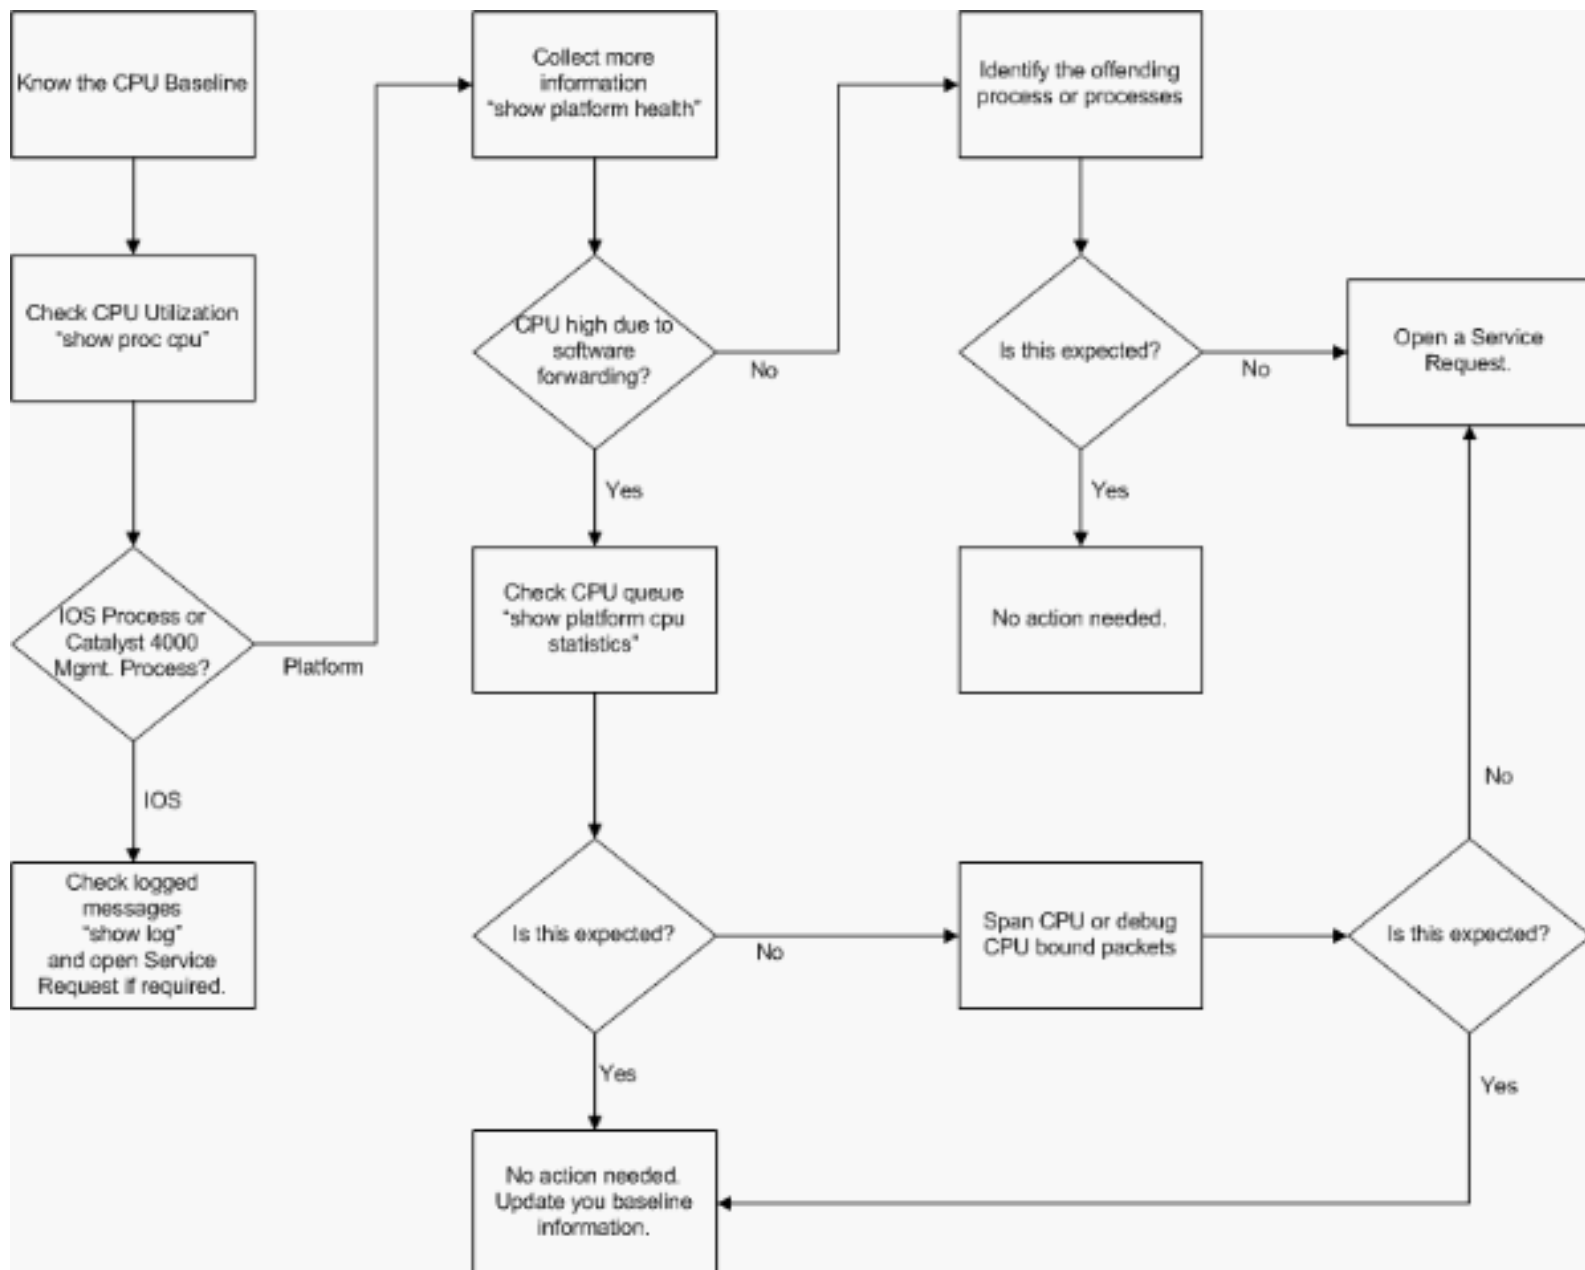 Know the CPU Baseline
Check CPU Utilization
"show proc cpu"
IOS Process or
Catalyst 4000
Mgmt. Process?
Platform
IOS
Check logged
messages
"show log"
and open Service
Request if required.
Collect more
information
"show platform health"
CPU high due to
software
forwarding?
No
Yes
Check CPU queue
"show platform cpu
statistics"
Is this expected?
No
Yes
No action needed.
Update you baseline
information.
Identify the offending
process or processes
Is this expected?
No
Yes
No action needed.
Span CPU or debug
CPU bound packets
Open a Service
Request.
No
Is this expected?
Yes